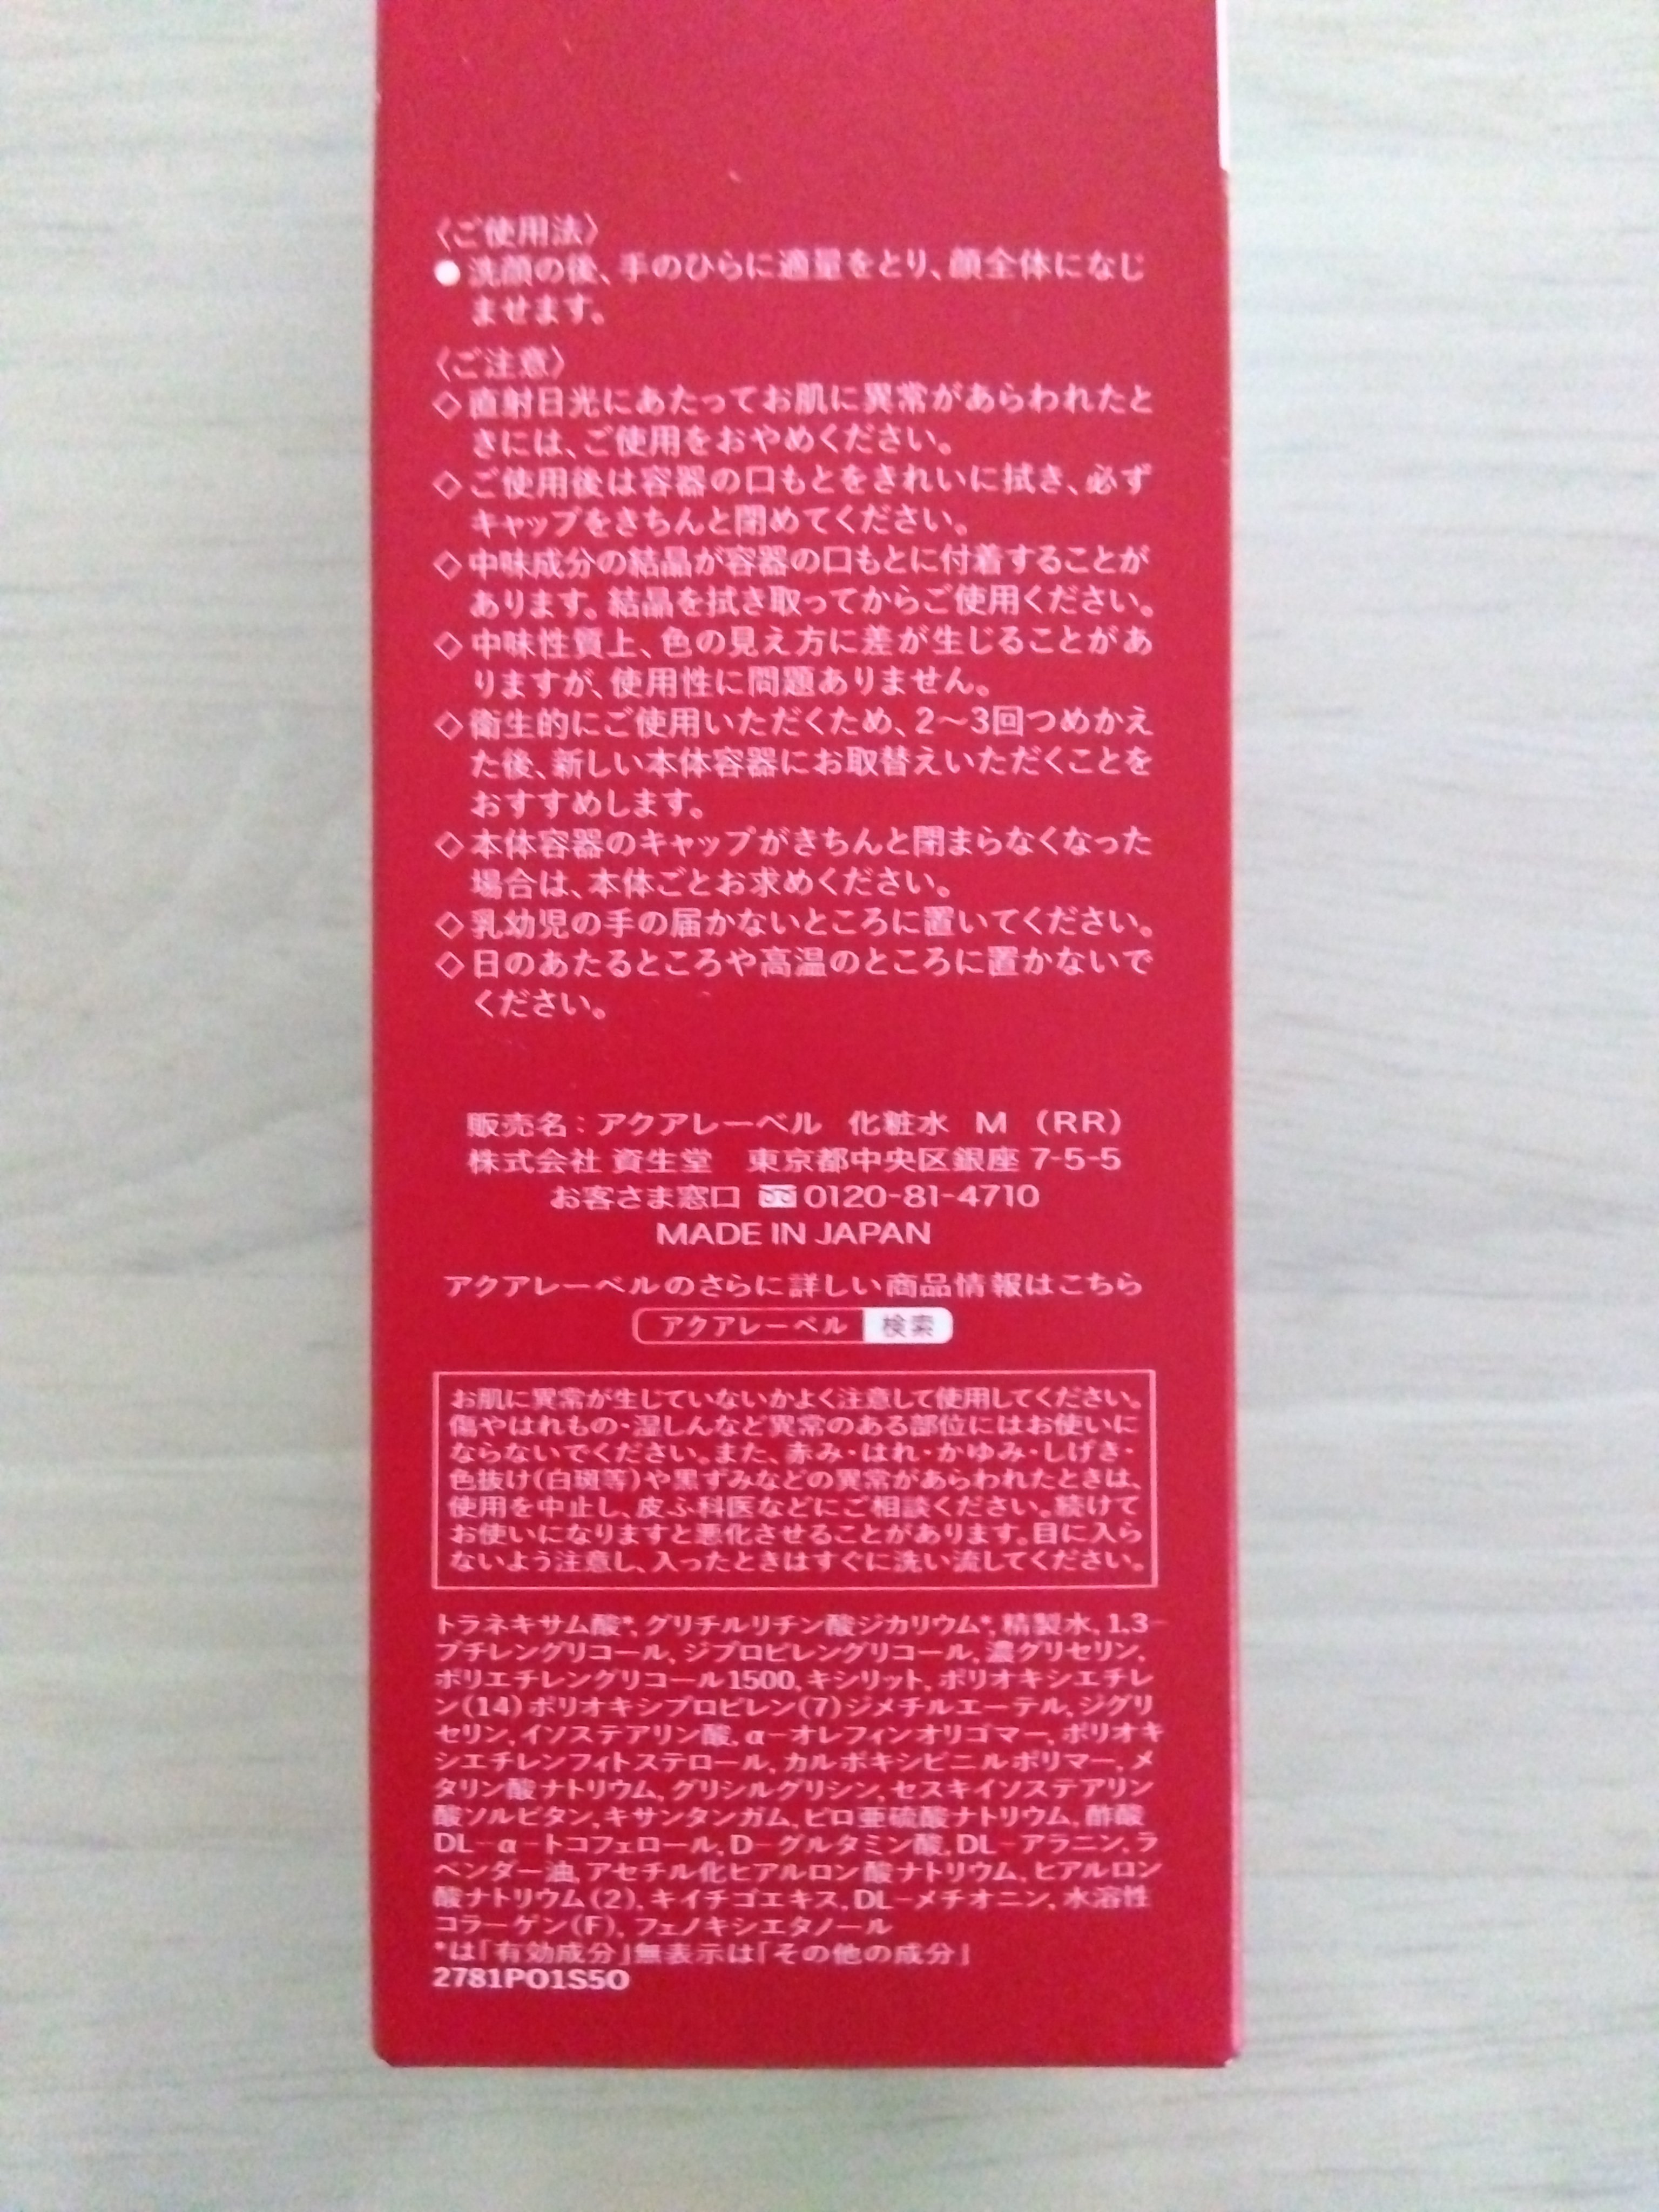 〈ご使用法〉
●洗顔の後、手のひらに適量をとり、顔全体になじ
ませます。
〈ご注意〉
◇直射日光にあたってお肌に異常があらわれたと
きには、ご使用をおやめください。
◇ご使用後は容器の口もとをきれいに拭き、必ず
キャップをきちんと閉めてください。
◇中味成分の結晶が容器の口もとに付着することが
あります。結晶を拭き取ってからご使用ください。
◇中味性質上、色の見え方に差が生じることがあ
りますが、使用性に問題ありません。
◇衛生的にご使用いただくため、2〜3回つめかえ
た後、新しい本体容器にお取替えいただくことを
おすすめします。
◇本体容器のキャップがきちんと閉まらなくなった
場合は、本体ごとお求めください。
◇乳幼児の手の届かないところに置いてください。
◇日のあたるところや高温のところに置かないで
ください。
販売名：アクアレーベル 化粧水 M （RR）
株式会社 資生堂 東京都中央区銀座 7-5-5
お客さま窓口 0120-81-4710
MADE IN JAPAN
アクアレーベルのさらに詳しい商品情報はこちら
アクアレーベル 検索
お肌に異常が生じていないかよく注意して使用してください。
傷やはれもの・湿しんなど異常のある部位にはお使いに
ならないでください。また、赤み・はれ・かゆみ・しげき・
色抜け（白斑等）や黒ずみなどの異常があらわれたときは、
使用を中止し、皮ふ科医などにご相談ください。続けて
お使いになりますと悪化させることがあります。目に入ら
ないよう注意し、入ったときはすぐに洗い流してください。
トラネキサム酸*, グリチルリチン酸ジカリウム*, 精製水, 1,3-
ブチレングリコール, ジプロピレングリコール, 濃グリセリン,
ポリエチレングリコール1500, キシリット, ポリオキシエチレ
ン(14)ポリオキシプロピレン(7)ジメチルエーテル, ジグリ
セリン, イソステアリン酸, α-オレフィンオリゴマー, ポリオキ
シエチレンフィトステロール, カルボキシビニルポリマー, メ
タリン酸ナトリウム, グリシルグリシン, セスキイソステアリン
酸ソルビタン, キサンタンガム, ピロ亜硫酸ナトリウム, 酢酸
DL-α-トコフェロール, D-グルタミン酸, DL-アラニン, ラ
ベンダー油, アセチル化ヒアルロン酸ナトリウム, ヒアルロン
酸ナトリウム(2), キイチゴエキス, DL-メチオニン, 水溶性
コラーゲン(F), フェノキシエタノール
*は「有効成分」無表示は「その他の成分」
2781P01S50